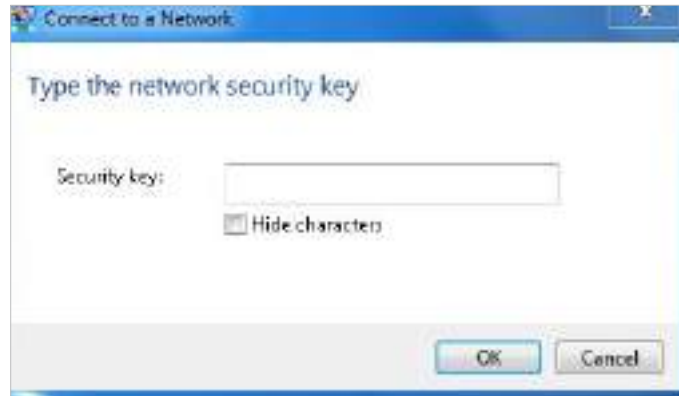 Connect to a Network
Type the network security key
Security key:
Hide characters
OK
Cancel